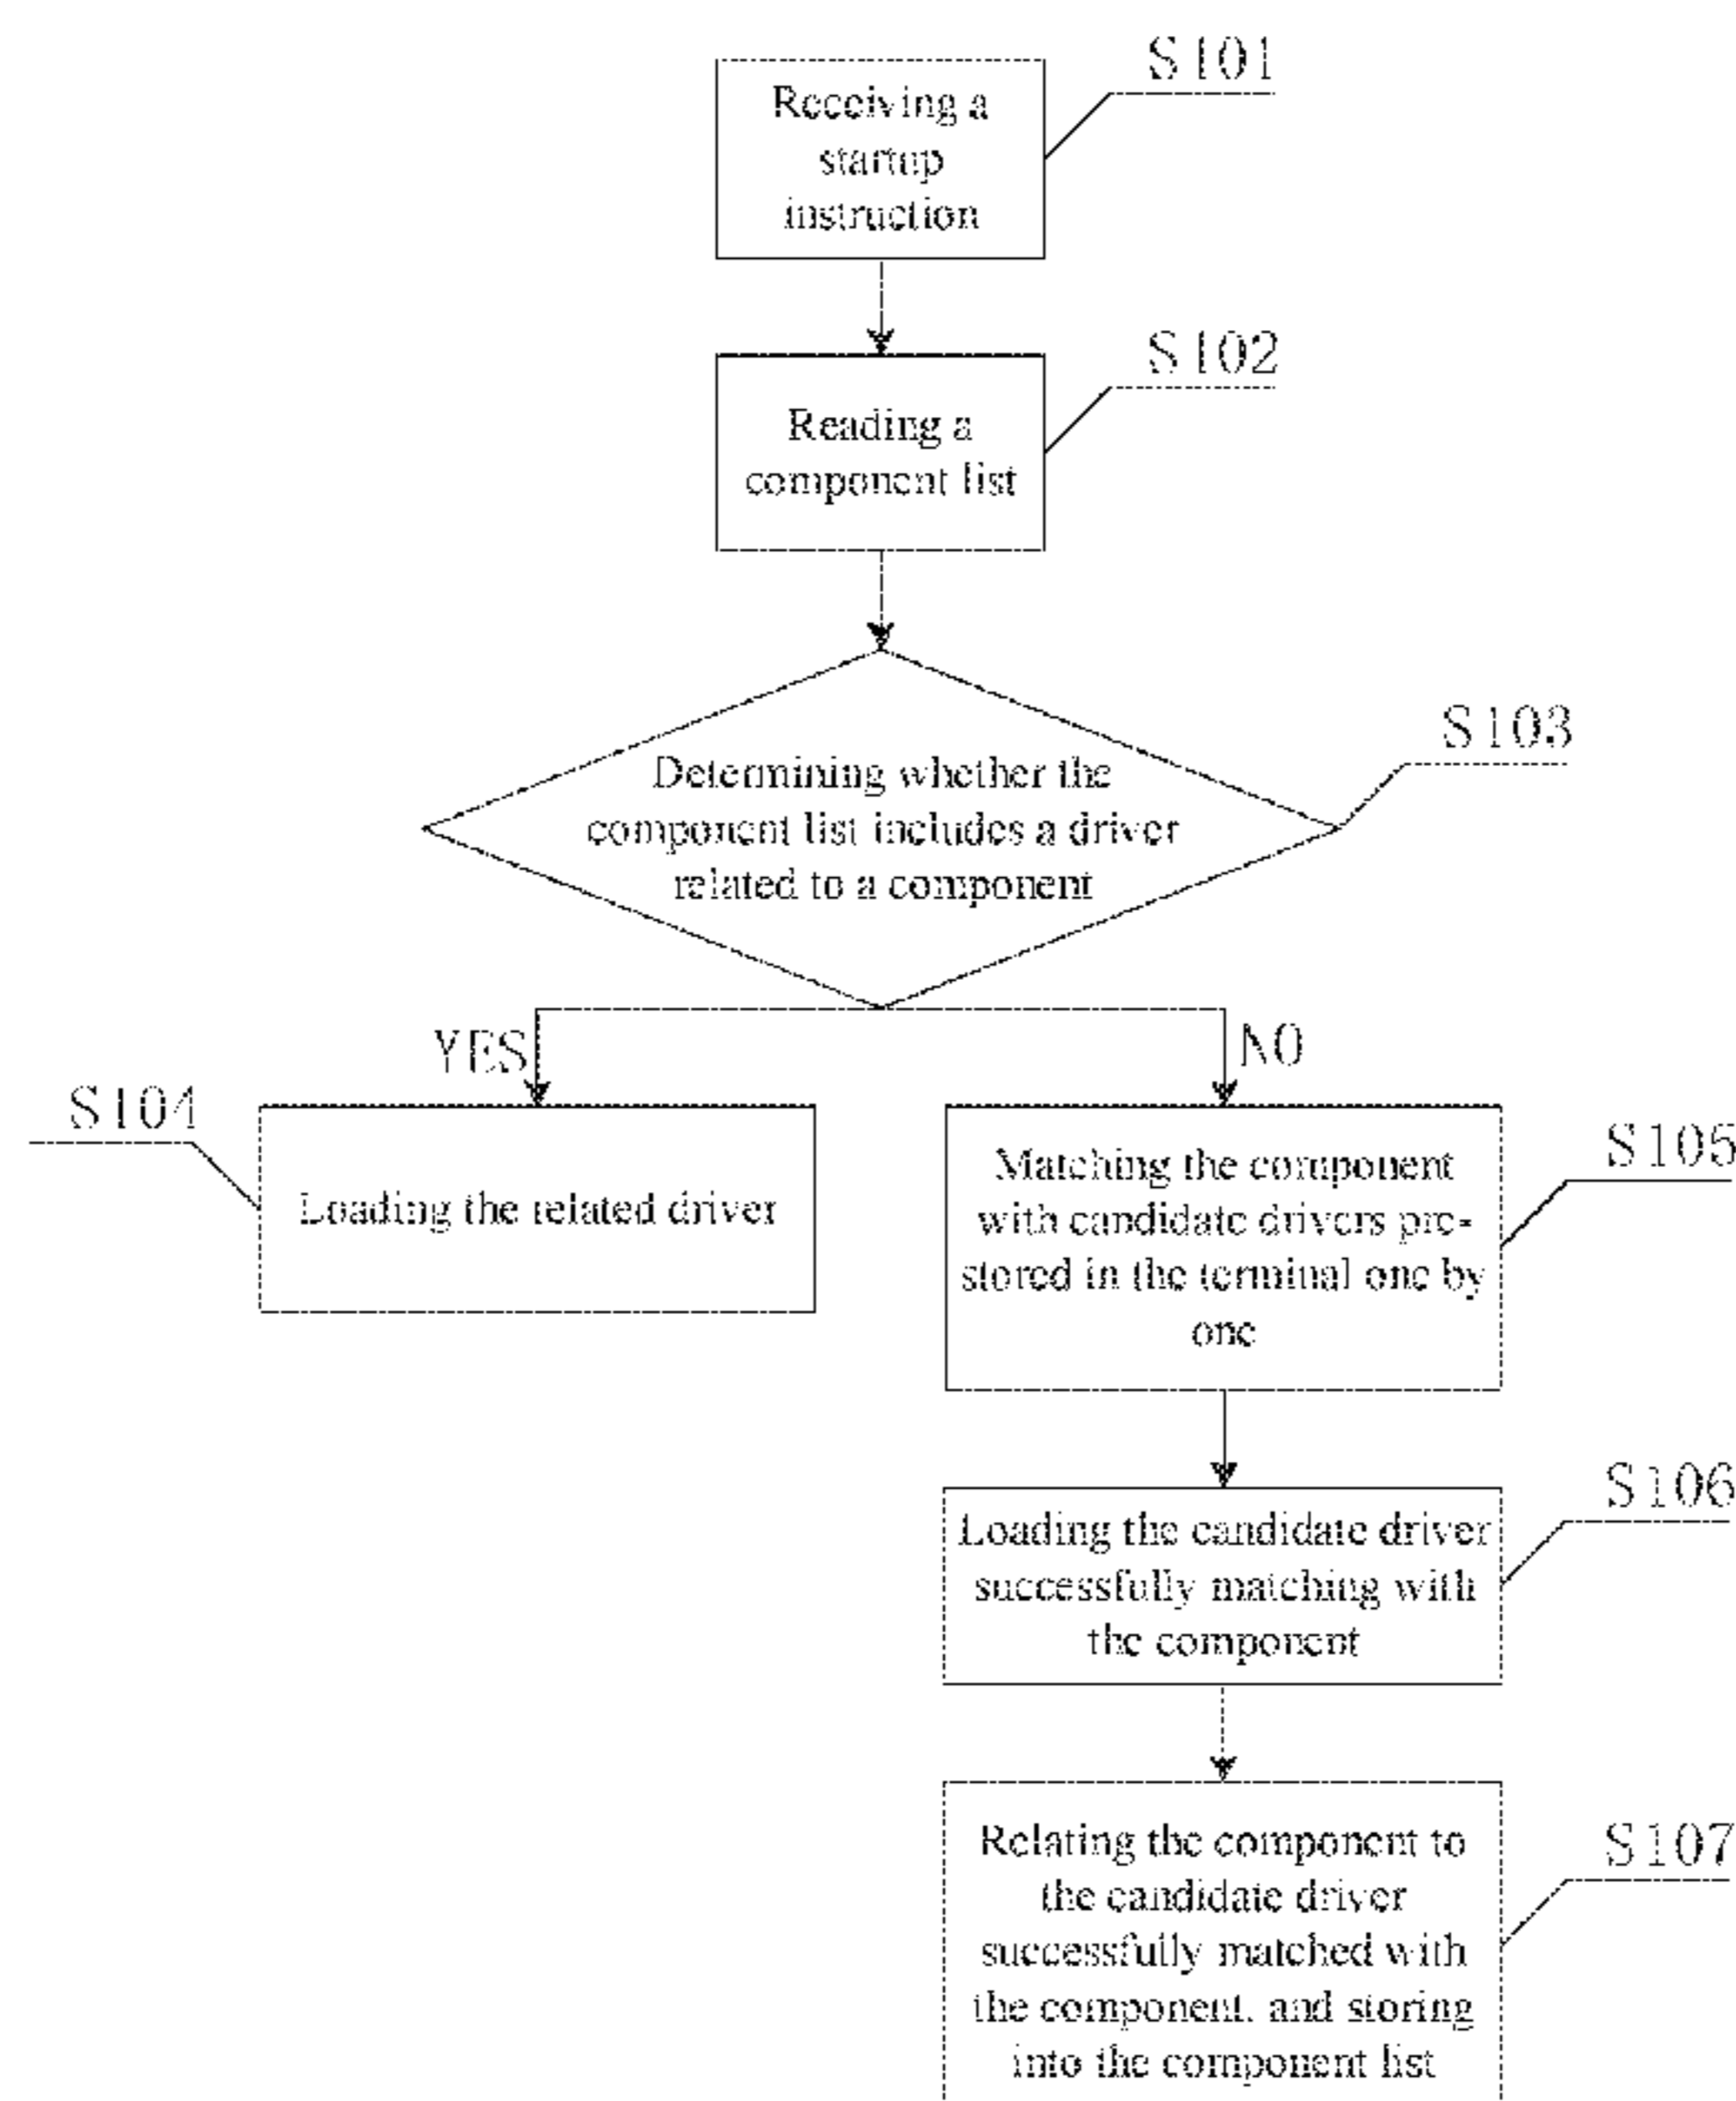 S101
Receiving a
startup
instruction
S102
Reading a
component list
S103
Determining whether the
component list includes a driver
related to a component
YES
NO
S104
Loading the related driver
S105
Matching the component
with candidate drivers pre-
stored in the terminal one by
one
S106
Loading the candidate driver
successfully matching with
the component
S107
Relating the component to
the candidate driver
successfully matched with
the component, and storing
into the component list